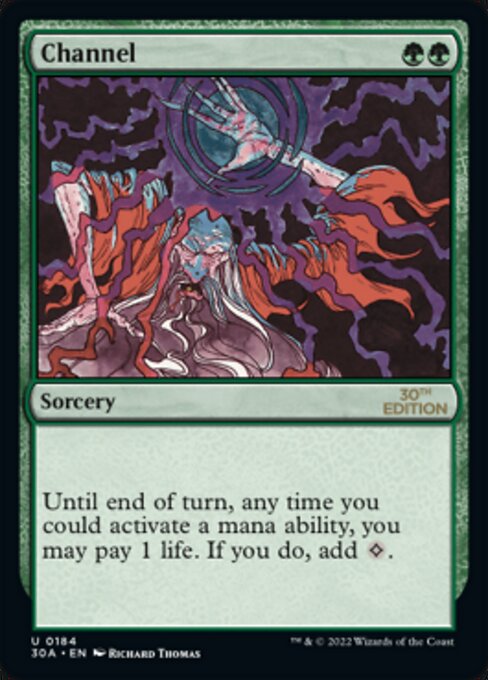 Channel
Sorcery
30TH
EDITION
Until end of turn, any time you
could activate a mana ability, you
may pay 1 life. If you do, add ◇.
U 0184
™ & © 2022 Wizards of the Coast
30A • EN Richard Thomas